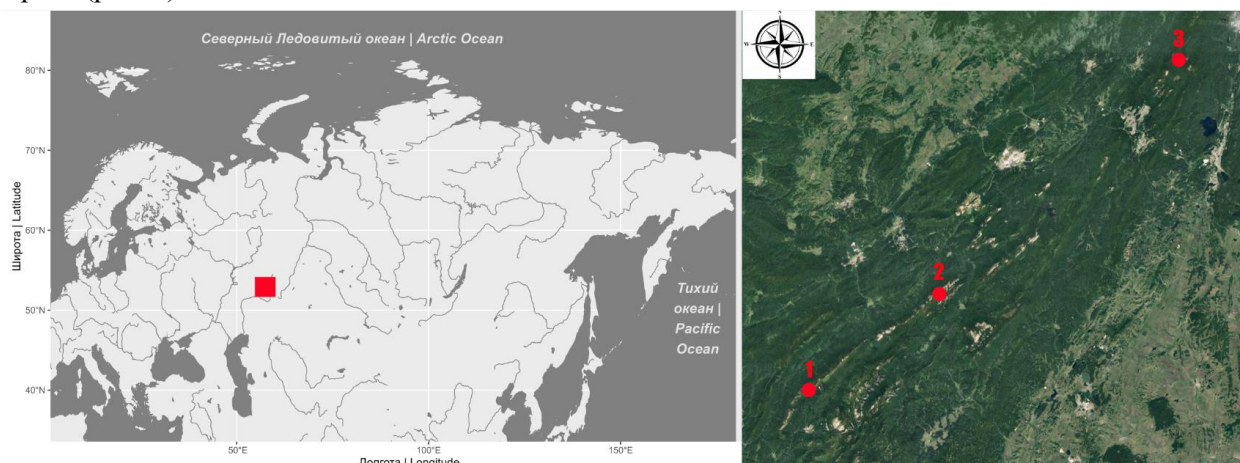 Северный Ледовитый океан | Arctic Ocean
80°N
70°N
60°N
50°N
40°N
Широта | Latitude
Тихий
океан |
Pacific
Ocean
50°E
100°E
150°E
Долгота | Longitude
N
W
E
S
3
2
1